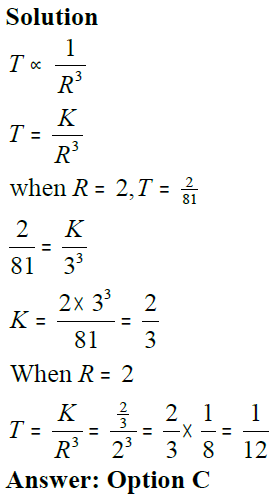 Solution
T ∝ 1/R³
T = K/R³
when R = 2, T = 2/81
2/81 = K/3³
K = (2 × 3³)/81 = 2/3
When R = 2
T = K/R³ = (2/3)/2³ = 2/3 × 1/8 = 1/12
Answer: Option C